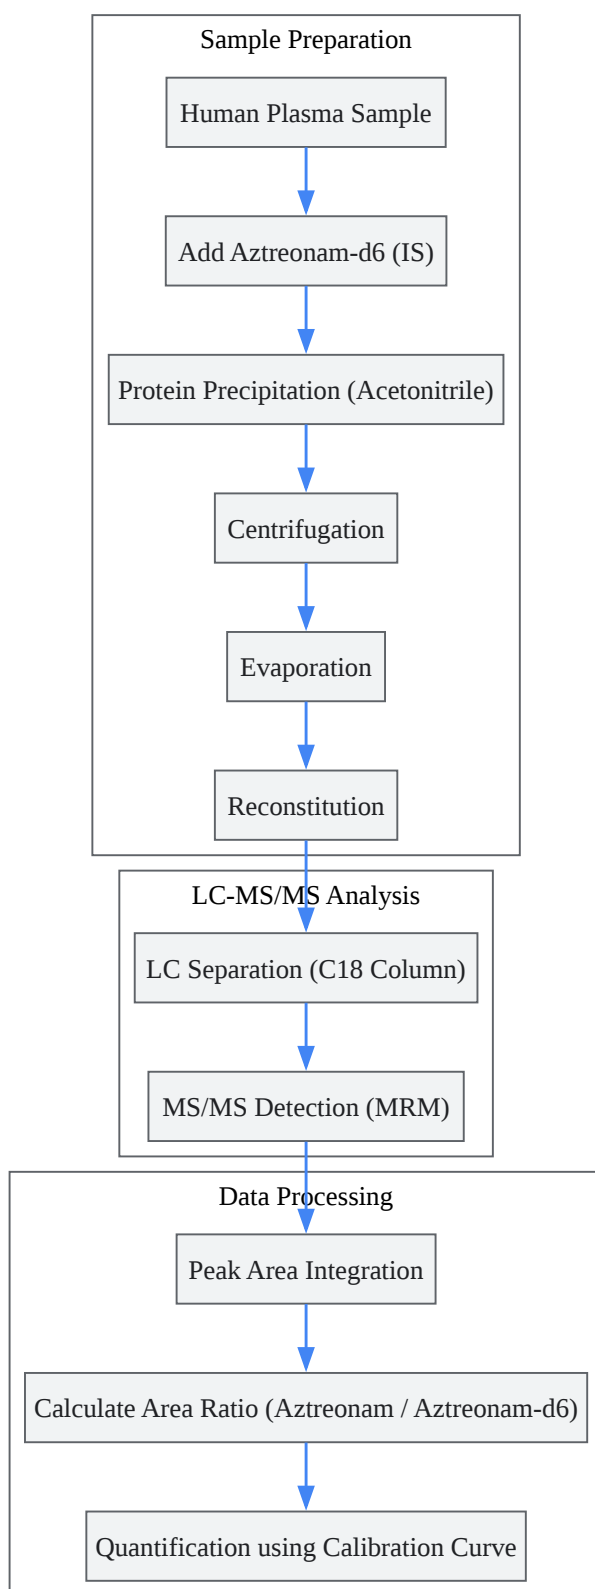 Sample Preparation
Human Plasma Sample
Add Aztreonam-d6 (IS)
Protein Precipitation (Acetonitrile)
Centrifugation
Evaporation
Reconstitution
LC-MS/MS Analysis
LC Separation (C18 Column)
MS/MS Detection (MRM)
Data Processing
Peak Area Integration
Calculate Area Ratio (Aztreonam / Aztreonam-d6)
Quantification using Calibration Curve